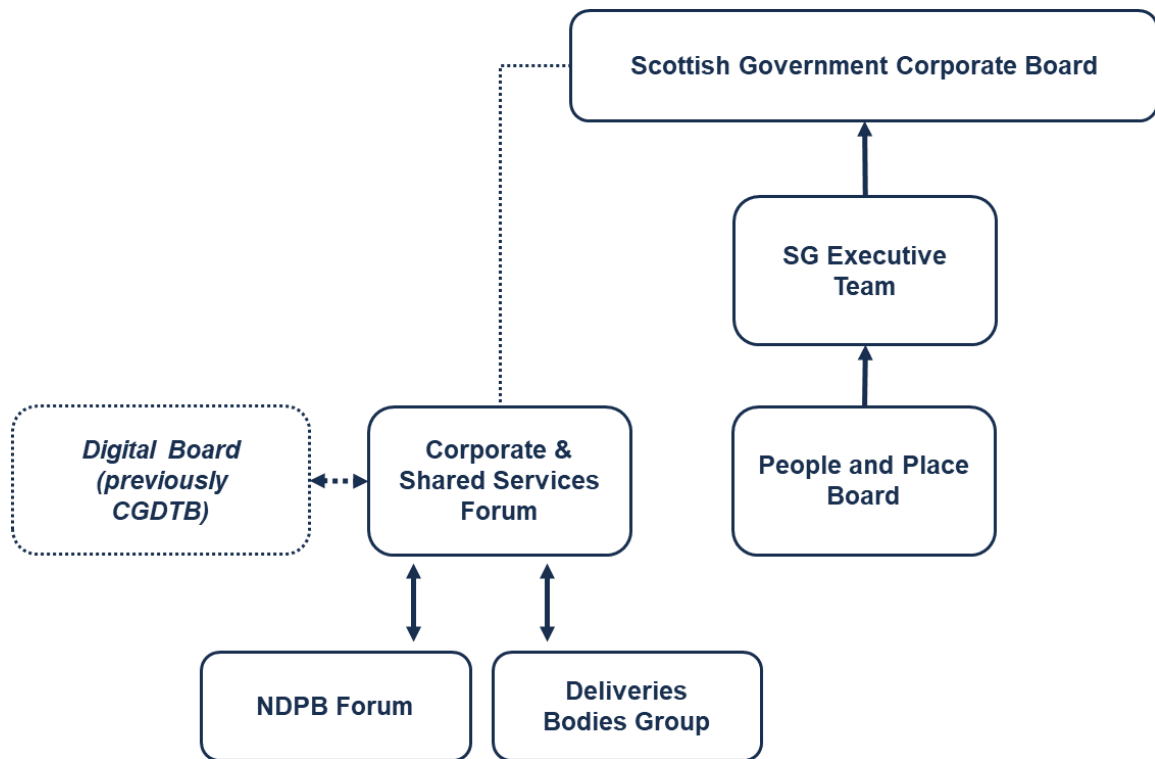 Scottish Government Corporate Board
SG Executive
Team
Digital Board
(previously
CGDTB)
Corporate &
Shared Services
Forum
People and Place
Board
NDPB Forum
Deliveries
Bodies Group